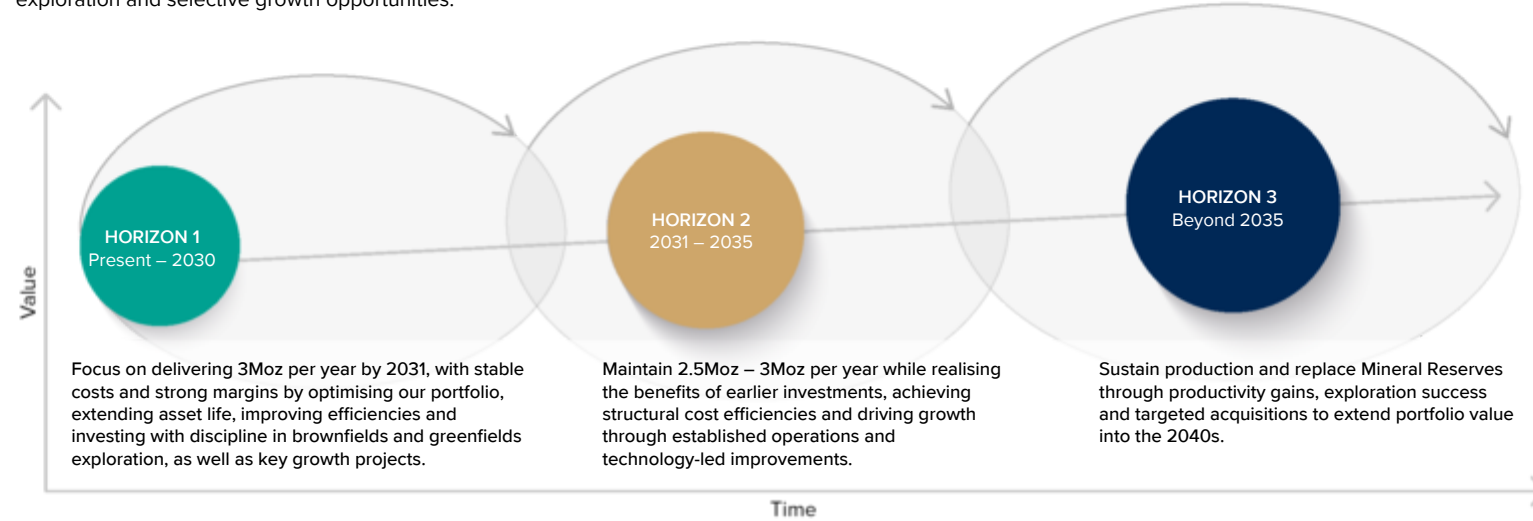 exploration and selective growth opportunities.
HORIZON 1
Present – 2030
HORIZON 2
2031 – 2035
HORIZON 3
Beyond 2035
Value
Focus on delivering 3Moz per year by 2031, with stable
costs and strong margins by optimising our portfolio,
extending asset life, improving efficiencies and
investing with discipline in brownfields and greenfields
exploration, as well as key growth projects.
Maintain 2.5Moz – 3Moz per year while realising
the benefits of earlier investments, achieving
structural cost efficiencies and driving growth
through established operations and
technology-led improvements.
Sustain production and replace Mineral Reserves
through productivity gains, exploration success
and targeted acquisitions to extend portfolio value
into the 2040s.
Time